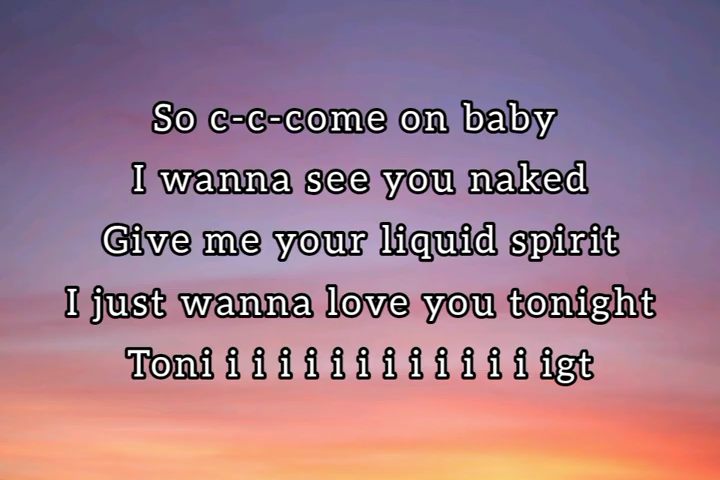 So c-c-come on baby
I wanna see you naked
Give me your liquid spirit
I just wanna love you tonight
Toni i i i i i i i i i i i i igt